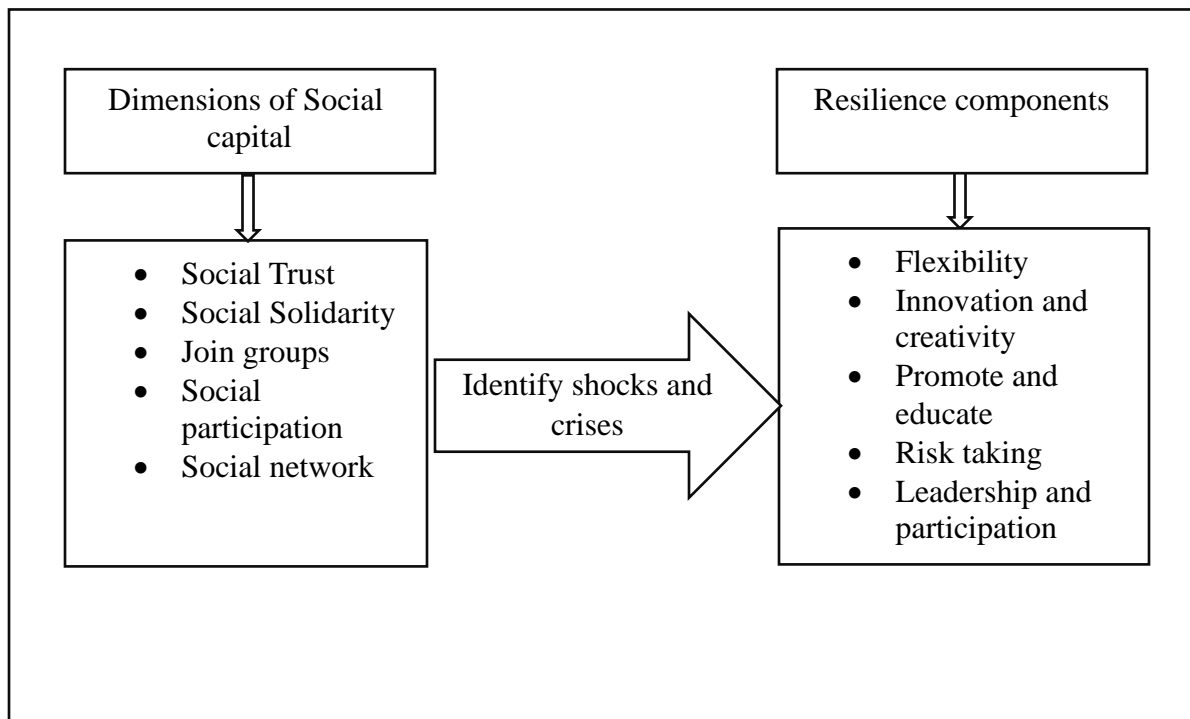 Dimensions of Social
capital
Resilience components
• Social Trust
• Social Solidarity
• Join groups
• Social
participation
• Social network
Identify shocks and
crises
• Flexibility
• Innovation and
creativity
• Promote and
educate
• Risk taking
• Leadership and
participation